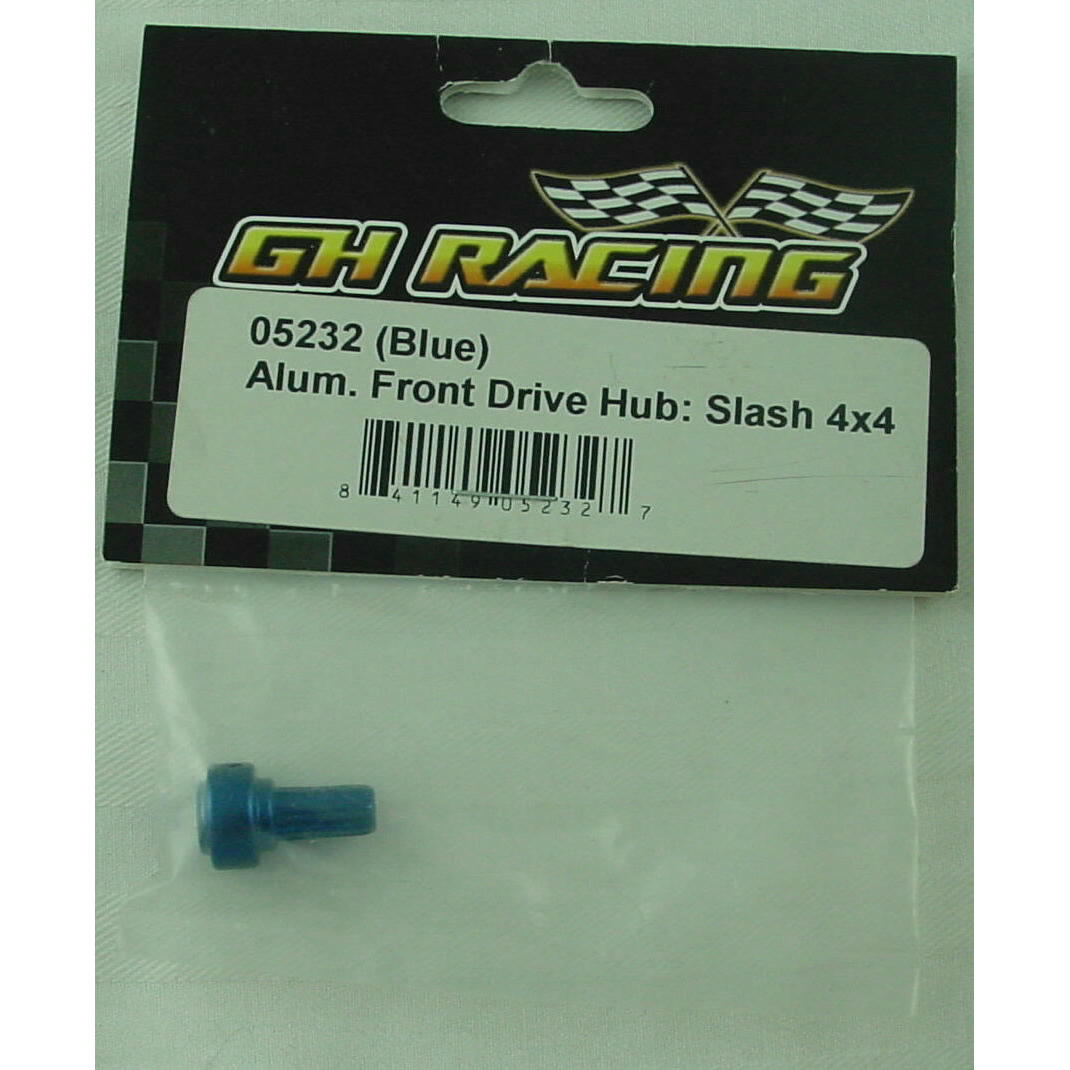 GH RACING
05232 (Blue)
Alum. Front Drive Hub: Slash 4x4
8 41149 05232 7